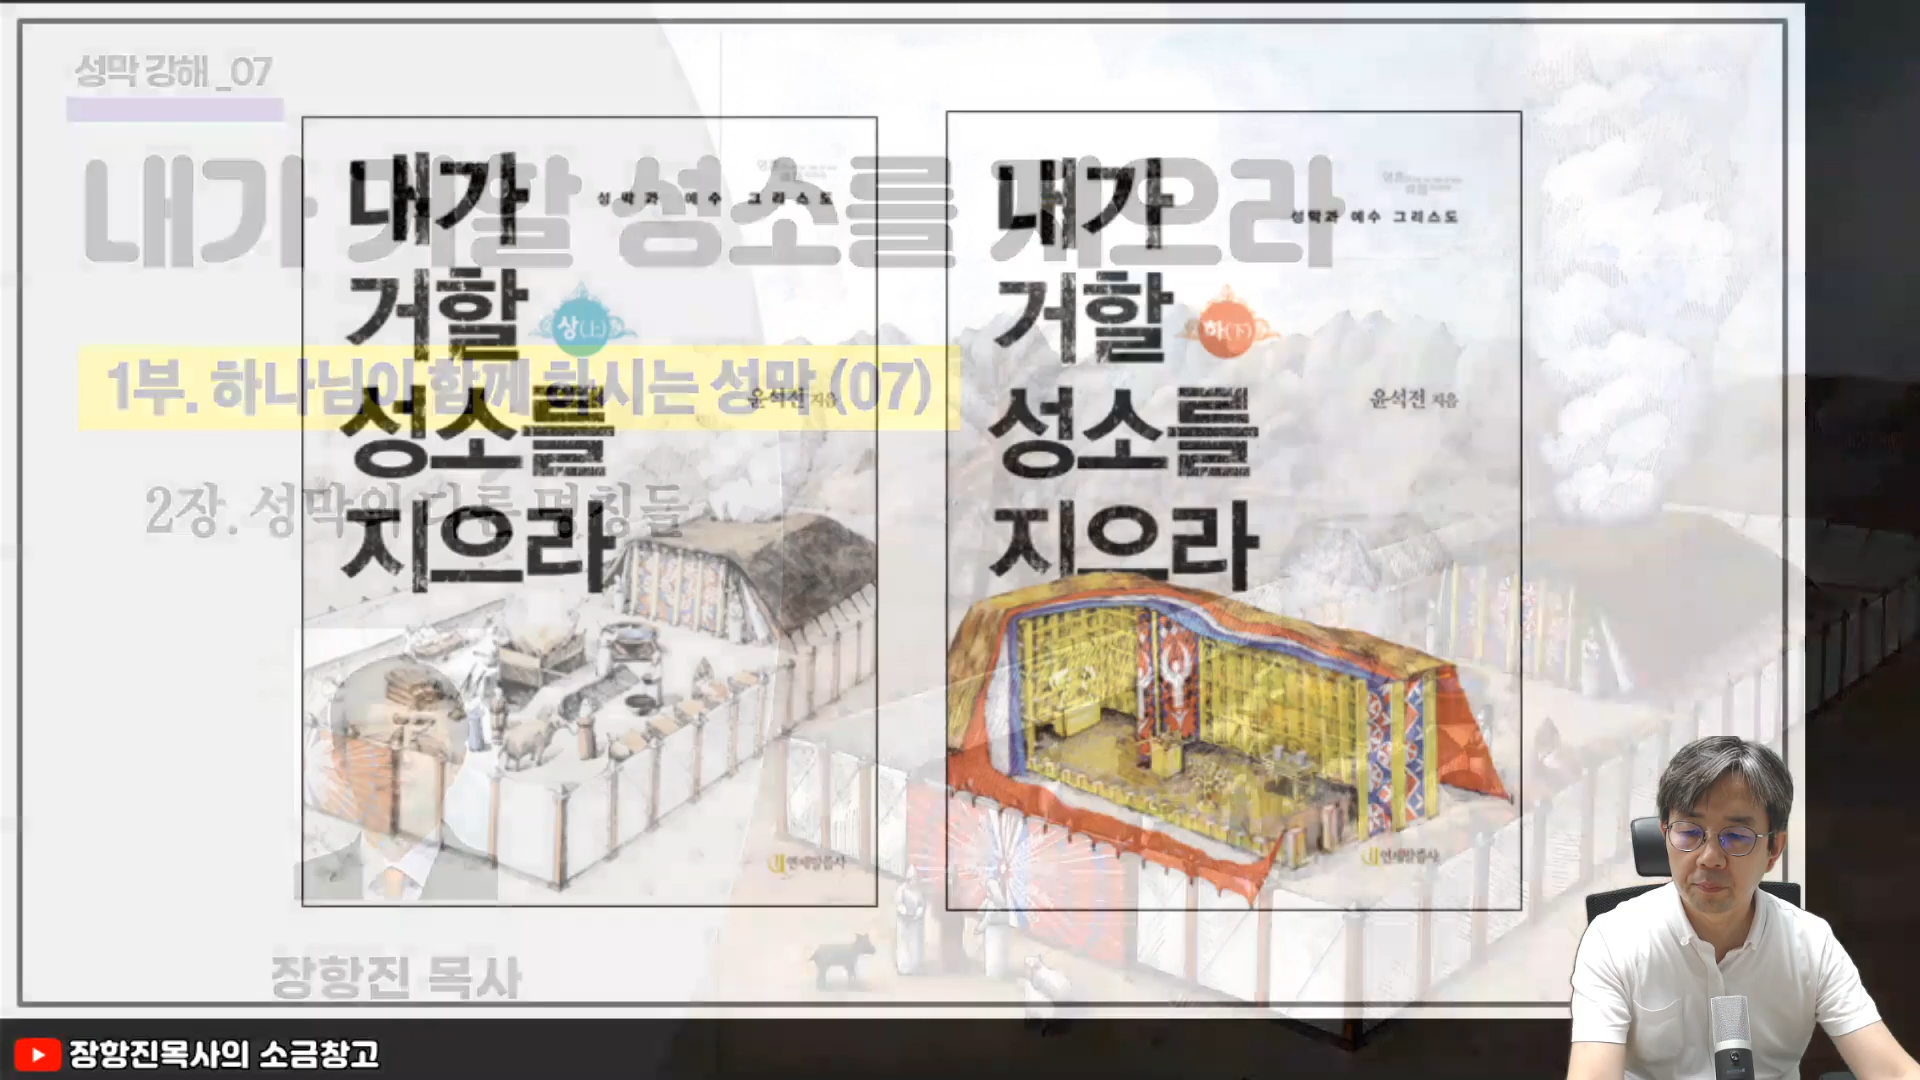 성막 강해_07
내가 거할 성소를 지으라
1부. 하나님이 함께 하시는 성막 (07)
2장. 성막의 다른 명칭들
장항진 목사
성막과 예수 그리스도
내가
거할
상(上)
성소를
지으라
윤석전 지음
연세말씀사
성막과 예수 그리스도
내가
거할
하(下)
성소를
지으라
윤석전 지음
연세말씀사
장항진목사의 소금창고